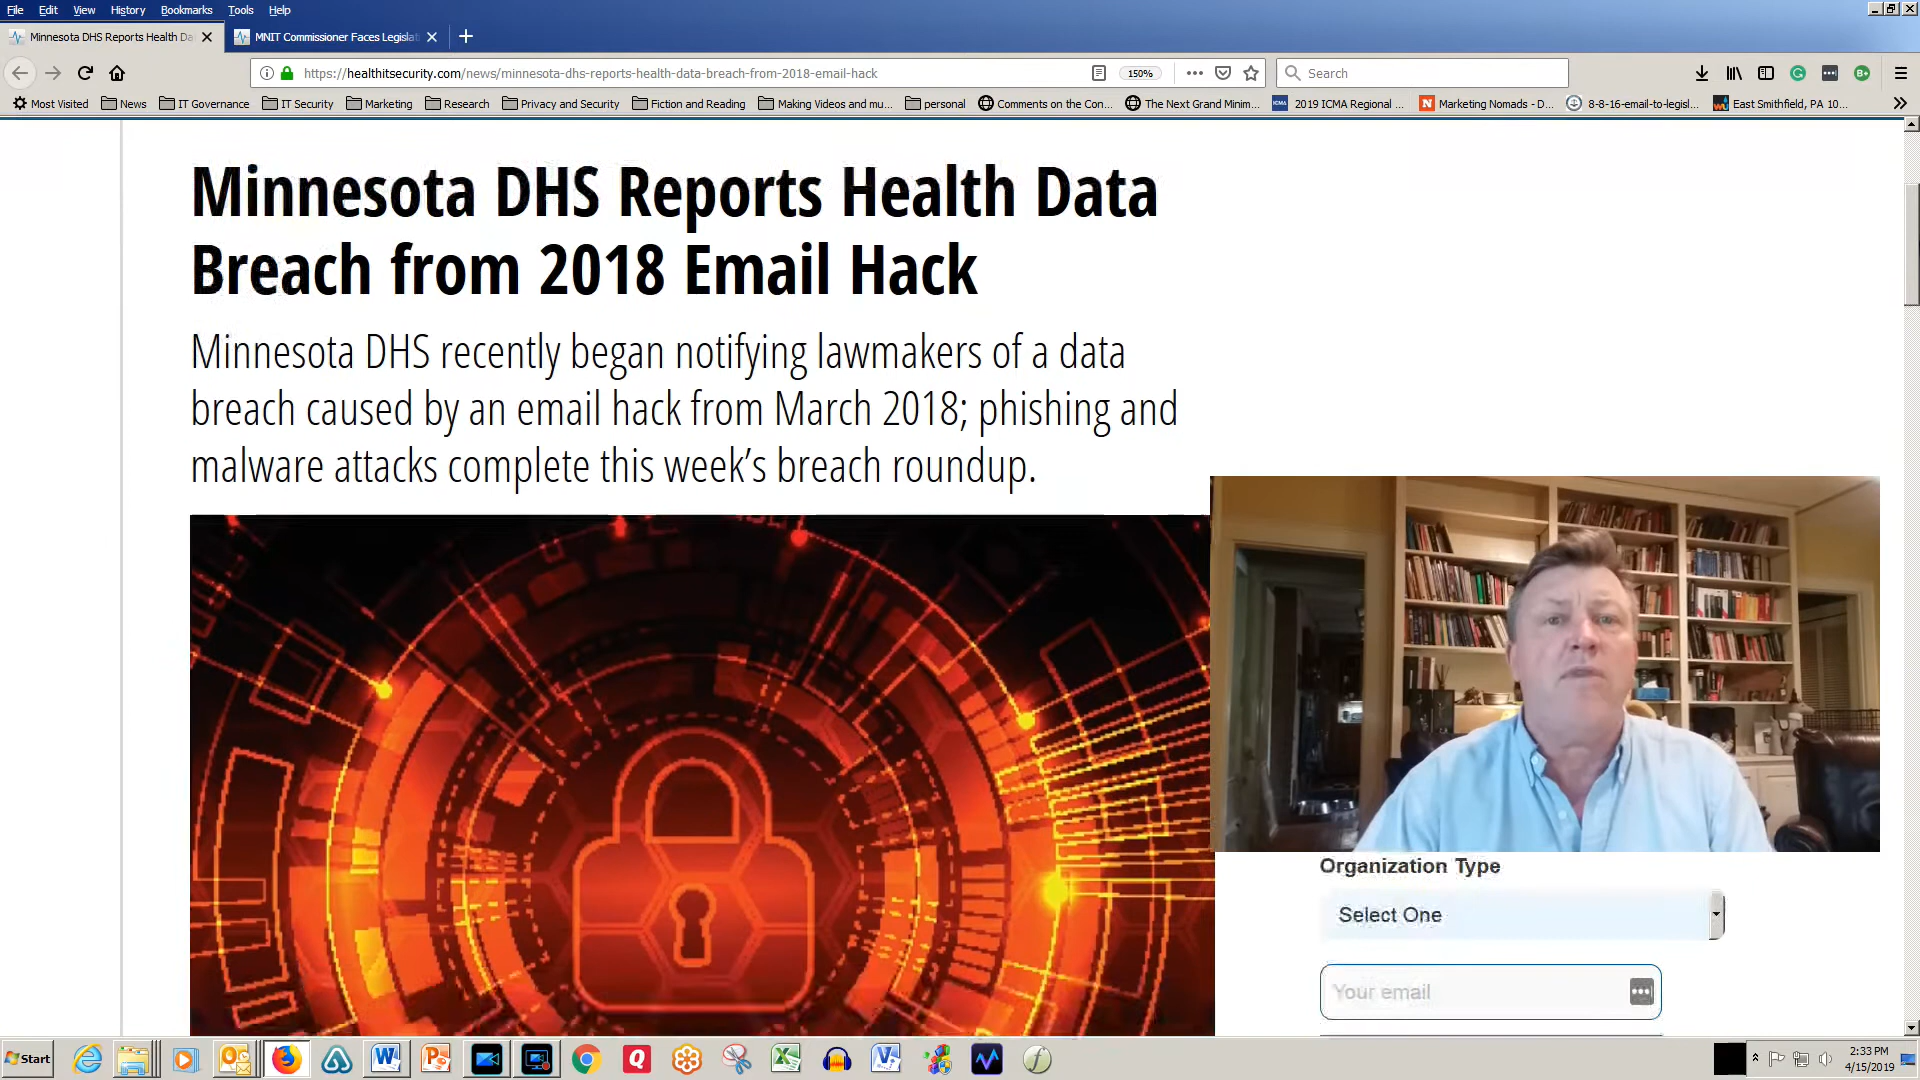 File Edit View History Bookmarks Tools Help
Minnesota DHS Reports Health Da
MNIT Commissioner Faces Legisla
https://healthitsecurity.com/news/minnesota-dhs-reports-health-data-breach-from-2018-email-hack
150%
Search
Most Visited News IT Governance IT Security Marketing Research Privacy and Security Fiction and Reading Making Videos and mu... personal Comments on the Con... The Next Grand Minim... 2019 ICMA Regional ... Marketing Nomads - D... 8-8-16-email-to-legisl... East Smithfield, PA 10...
Minnesota DHS Reports Health Data
Breach from 2018 Email Hack
Minnesota DHS recently began notifying lawmakers of a data
breach caused by an email hack from March 2018; phishing and
malware attacks complete this week's breach roundup.
Organization Type
Select One
Your email
Start
2:33 PM
4/15/2019